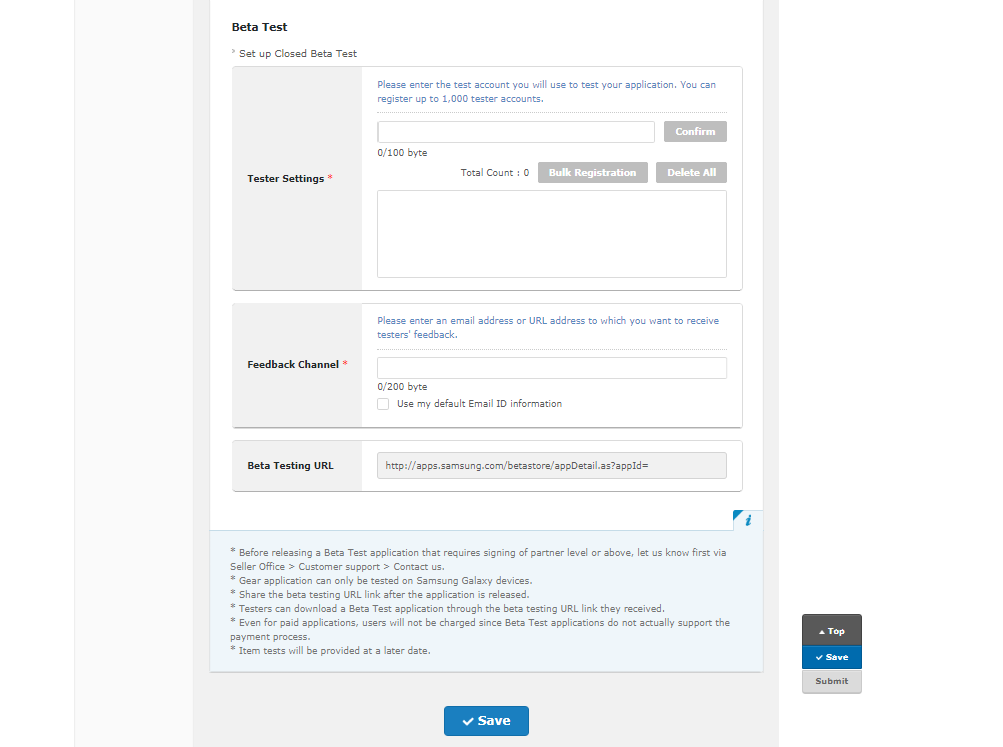 Beta Test
Set up Closed Beta Test
Please enter the test account you will use to test your application. You can
register up to 1,000 tester accounts.
Confirm
0/100 byte
Total Count : 0 Bulk Registration Delete All
Tester Settings *
Please enter an email address or URL address to which you want to receive
testers' feedback.
Feedback Channel *
0/200 byte
Use my default Email ID information
Beta Testing URL http://apps.samsung.com/betastore/appDetail.as?appId=
i
* Before releasing a Beta Test application that requires signing of partner level or above, let us know first via
Seller Office > Customer support > Contact us.
* Gear application can only be tested on Samsung Galaxy devices.
* Share the beta testing URL link after the application is released.
* Testers can download a Beta Test application through the beta testing URL link they received.
* Even for paid applications, users will not be charged since Beta Test applications do not actually support the
payment process.
* Item tests will be provided at a later date.
Top
Save
Submit
Save